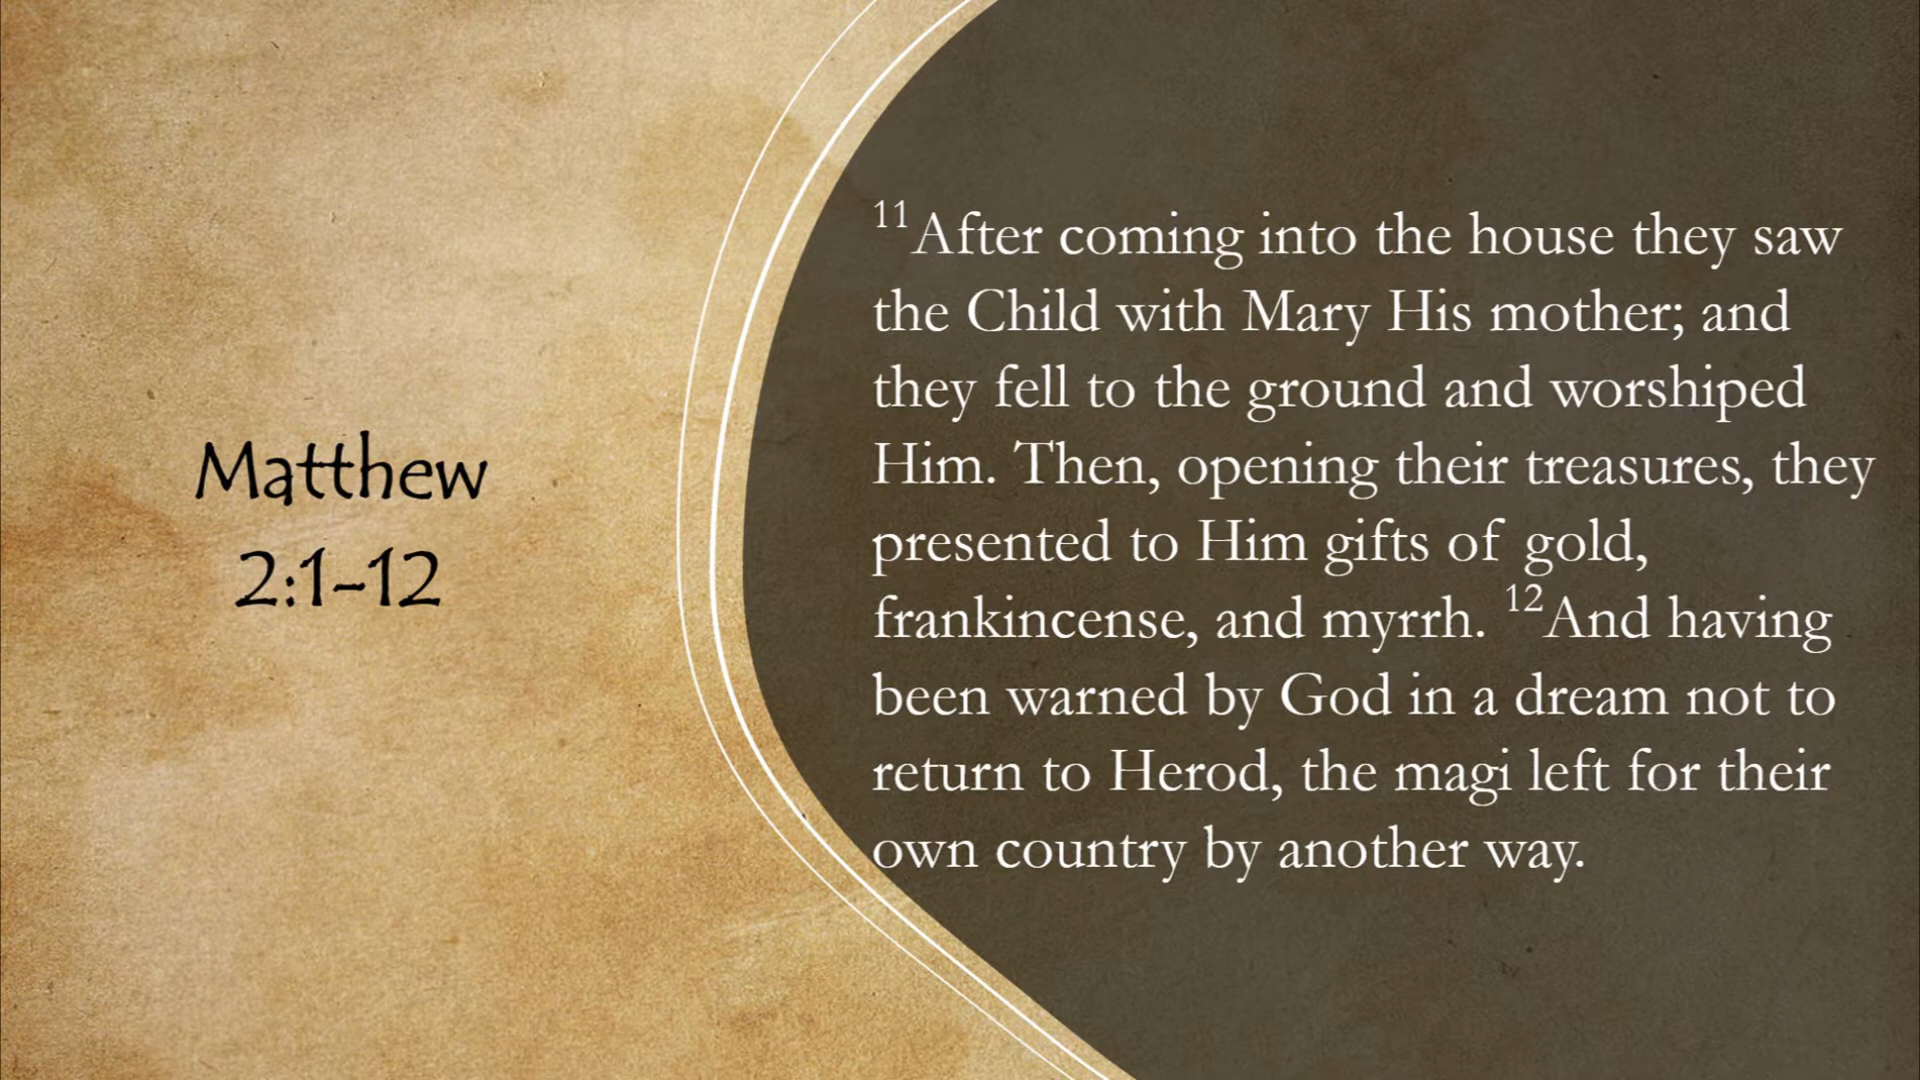 Matthew
2:1-12
11After coming into the house they saw
the Child with Mary His mother; and
they fell to the ground and worshiped
Him. Then, opening their treasures, they
presented to Him gifts of gold,
frankincense, and myrrh. 12And having
been warned by God in a dream not to
return to Herod, the magi left for their
own country by another way.